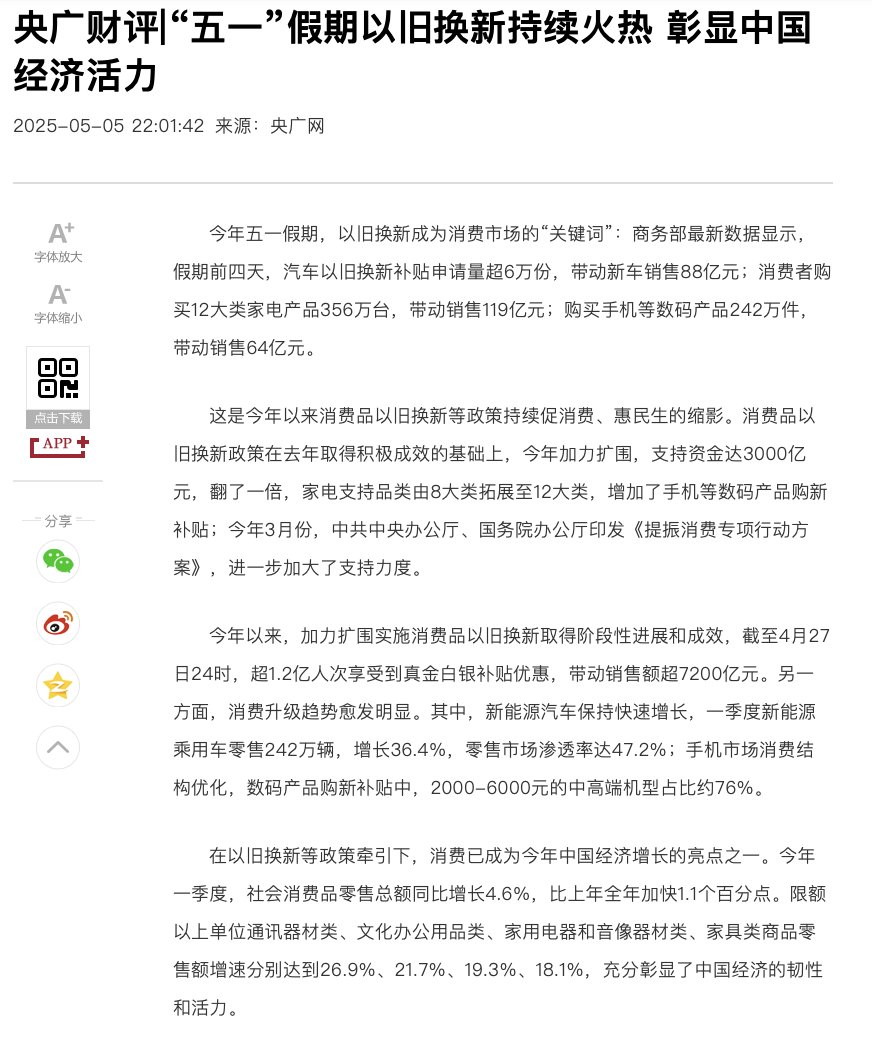 央广财评|“五一”假期以旧换新持续火热 彰显中国
经济活力
2025-05-05 22:01:42 来源：央广网
A+
字体放大
A-
字体缩小
点击下载
APP+
分享
今年五一假期，以旧换新成为消费市场的“关键词”：商务部最新数据显示，
假期前四天，汽车以旧换新补贴申请量超6万份，带动新车销售88亿元；消费者购
买12大类家电产品356万台，带动销售119亿元；购买手机等数码产品242万件，
带动销售64亿元。
这是今年以来消费品以旧换新等政策持续促消费、惠民生的缩影。消费品以
旧换新政策在去年取得积极成效的基础上，今年加力扩围，支持资金达3000亿
元，翻了一倍，家电支持品类由8大类拓展至12大类，增加了手机等数码产品购新
补贴；今年3月份，中共中央办公厅、国务院办公厅印发《提振消费专项行动方
案》，进一步加大了支持力度。
今年以来，加力扩围实施消费品以旧换新取得阶段性进展和成效，截至4月27
日24时，超1.2亿人次享受到真金白银补贴优惠，带动销售额超7200亿元。另一
方面，消费升级趋势愈发明显。其中，新能源汽车保持快速增长，一季度新能源
乘用车零售242万辆，增长36.4%，零售市场渗透率达47.2%；手机市场消费结
构优化，数码产品购新补贴中，2000-6000元的中高端机型占比约76%。
在以旧换新等政策牵引下，消费已成为今年中国经济增长的亮点之一。今年
一季度，社会消费品零售总额同比增长4.6%，比上年全年加快1.1个百分点。限额
以上单位通讯器材类、文化办公用品类、家用电器和音像器材类、家具类商品零
售额增速分别达到26.9%、21.7%、19.3%、18.1%，充分彰显了中国经济的韧性
和活力。